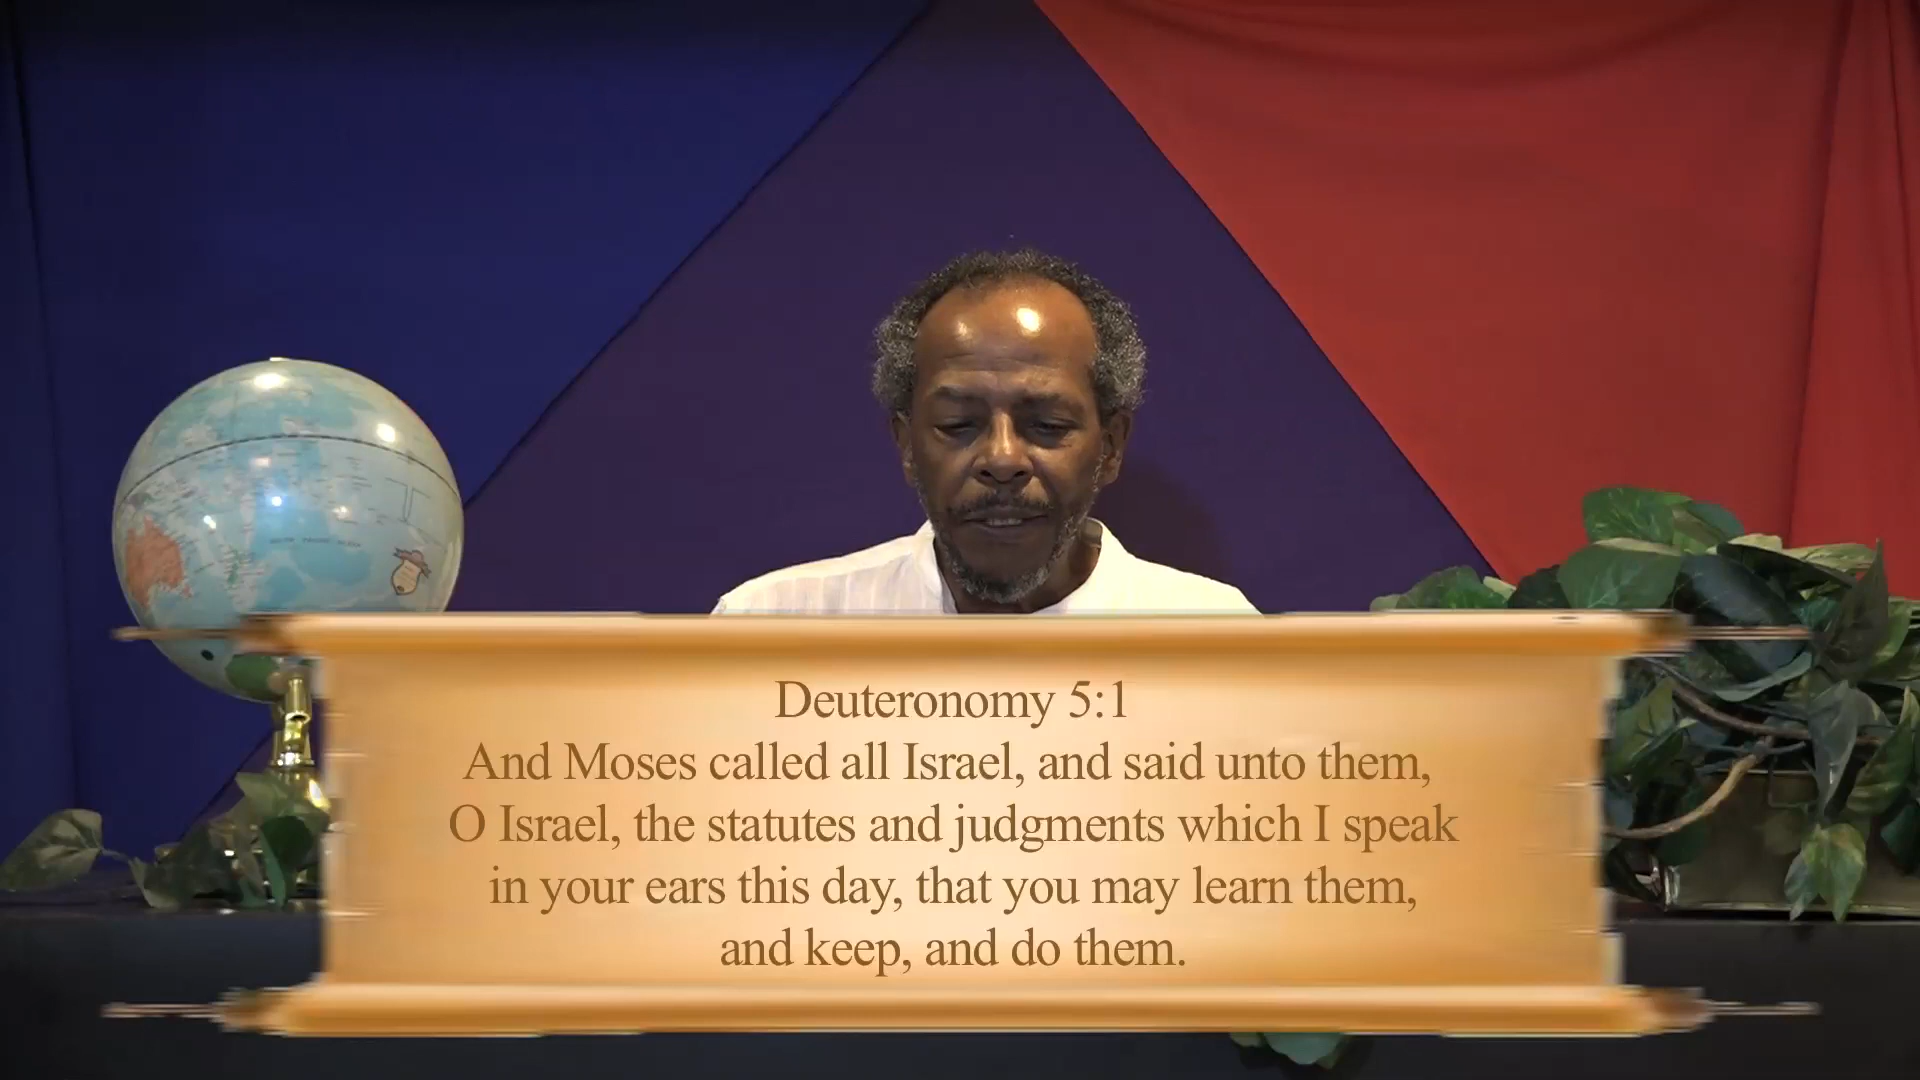 Deuteronomy 5:1
And Moses called all Israel, and said unto them,
O Israel, the statutes and judgments which I speak
in your ears this day, that you may learn them,
and keep, and do them.